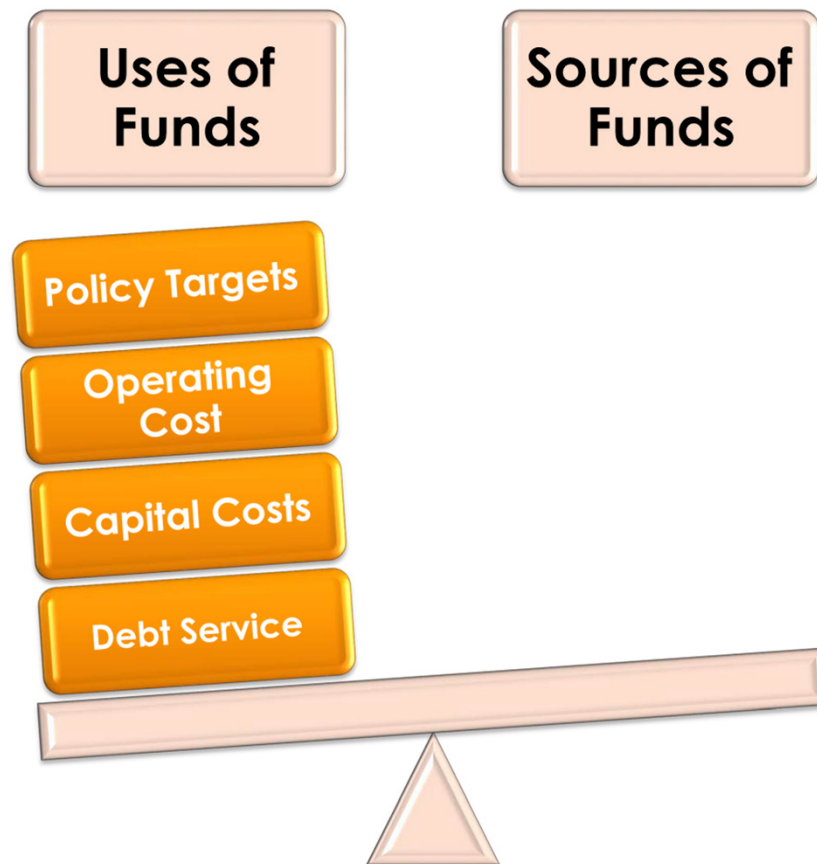 Uses of
Funds
Sources of
Funds
Policy Targets
Operating
Cost
Capital Costs
Debt Service